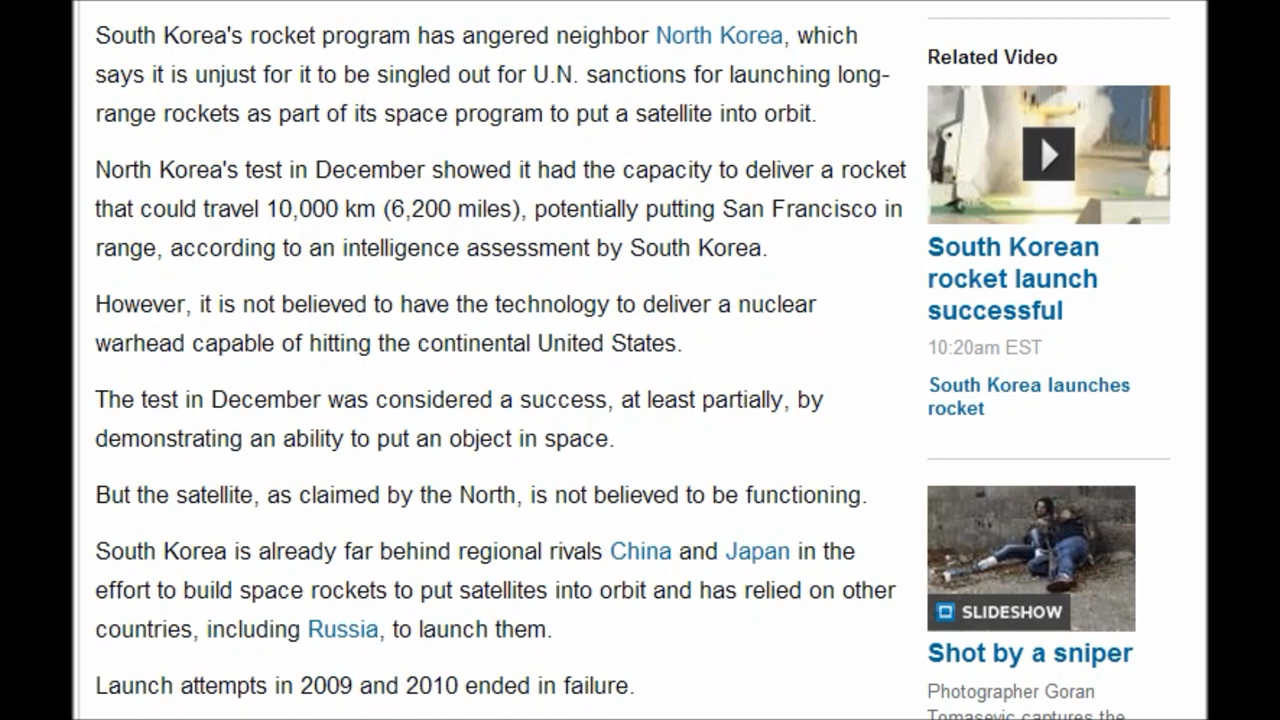 South Korea's rocket program has angered neighbor North Korea, which
says it is unjust for it to be singled out for U.N. sanctions for launching long-
range rockets as part of its space program to put a satellite into orbit.
North Korea's test in December showed it had the capacity to deliver a rocket
that could travel 10,000 km (6,200 miles), potentially putting San Francisco in
range, according to an intelligence assessment by South Korea.
However, it is not believed to have the technology to deliver a nuclear
warhead capable of hitting the continental United States.
The test in December was considered a success, at least partially, by
demonstrating an ability to put an object in space.
But the satellite, as claimed by the North, is not believed to be functioning.
South Korea is already far behind regional rivals China and Japan in the
effort to build space rockets to put satellites into orbit and has relied on other
countries, including Russia, to launch them.
Launch attempts in 2009 and 2010 ended in failure.
Related Video
South Korean
rocket launch
successful
10:20am EST
South Korea launches
rocket
SLIDESHOW
Shot by a sniper
Photographer Goran
Tomasevic captures the